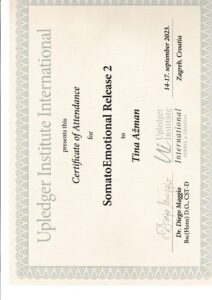 Upledger Institute International
presents this
Certificate of Attendance
for
SomatoEmotional Release 2
to
Tina Ažman
Dr. Diego Maggio
Bsc(Hons) D.O., CST-D
Upledger
Institute
International
14-17. september 2023.
Zagreb, Croatia